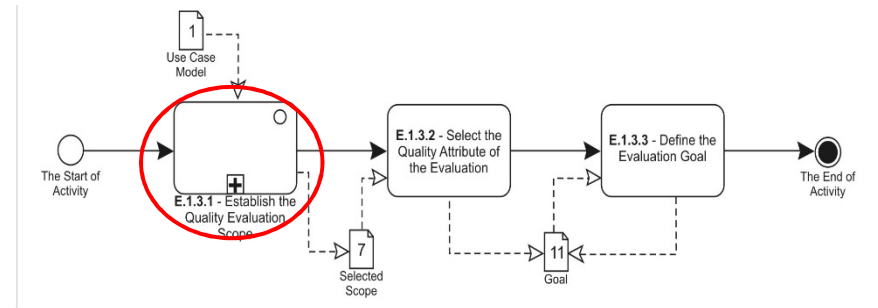 1
Use Case
Model
The Start of
Activity
E.1.3.1 - Establish the
Quality Evaluation
Scope
7
Selected
Scope
E.1.3.2 - Select the
Quality Attribute of
the Evaluation
11
Goal
E.1.3.3 - Define the
Evaluation Goal
The End of
Activity